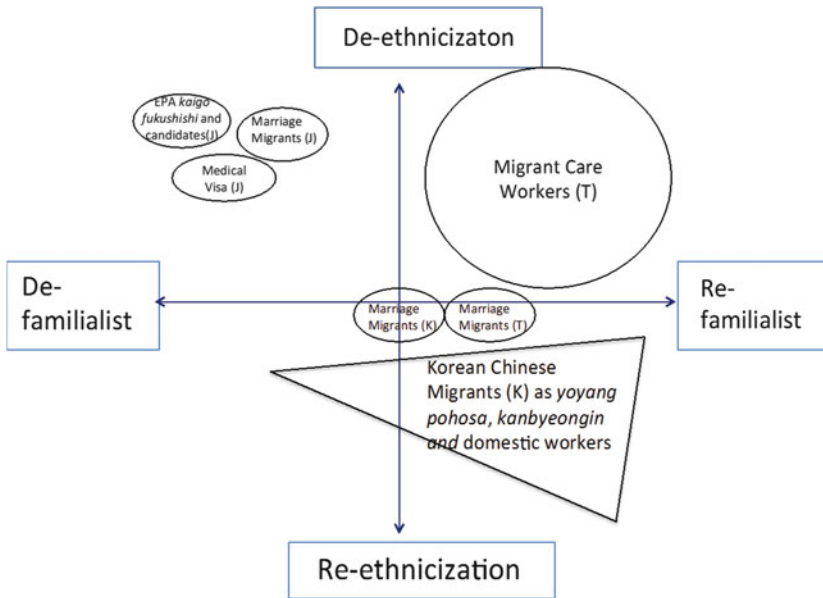 De-ethnicizaton
EPA kaigo
fukushishi and
candidates(J)
Marriage
Migrants (J)
Medical
Visa (J)
Migrant Care
Workers (T)
De-
familialist
Re-
familialist
Marriage
Migrants (K)
Marriage
Migrants (T)
Korean Chinese
Migrants (K) as yoyang
pohosa, kanbyeongin
and domestic workers
Re-ethnicization